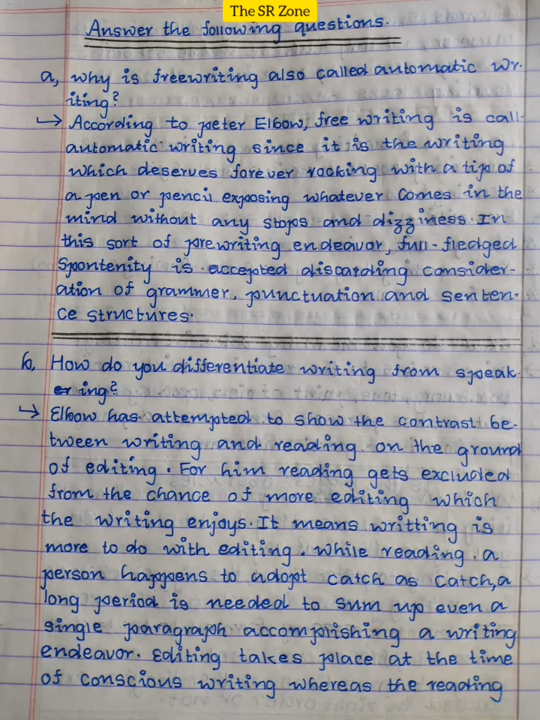 The SR Zone
Answer the following questions.
a, why is freewriting also called automatic wr-
iting?
→ According to peter Elbow, free writing is call-
automatic writing since it is the writing
which deserves forever rocking with a tip of
a pen or pencil exposing whatever comes in the
mind without any stops and dizziness. In
this sort of prewriting endeavor, full-fledged
Spontenity is accepted discarding consider-
ation of grammer, punctuation and senten-
ce structures.
b, How do you differentiate writing from speak-
er ing?
→ Elbow has attempted to show the contrast be-
tween writing and reading on the ground
of editing. For him reading gets excluded
from the chance of more editing which
the writing enjoys. It means writting is
more to do with editing. While reading. a
person happens to adopt catch as catch, a
long period is needed to sum up even a
single paragraph accomplishing a writing
endeavor. Editing takes place at the time
of conscious writing whereas the reading